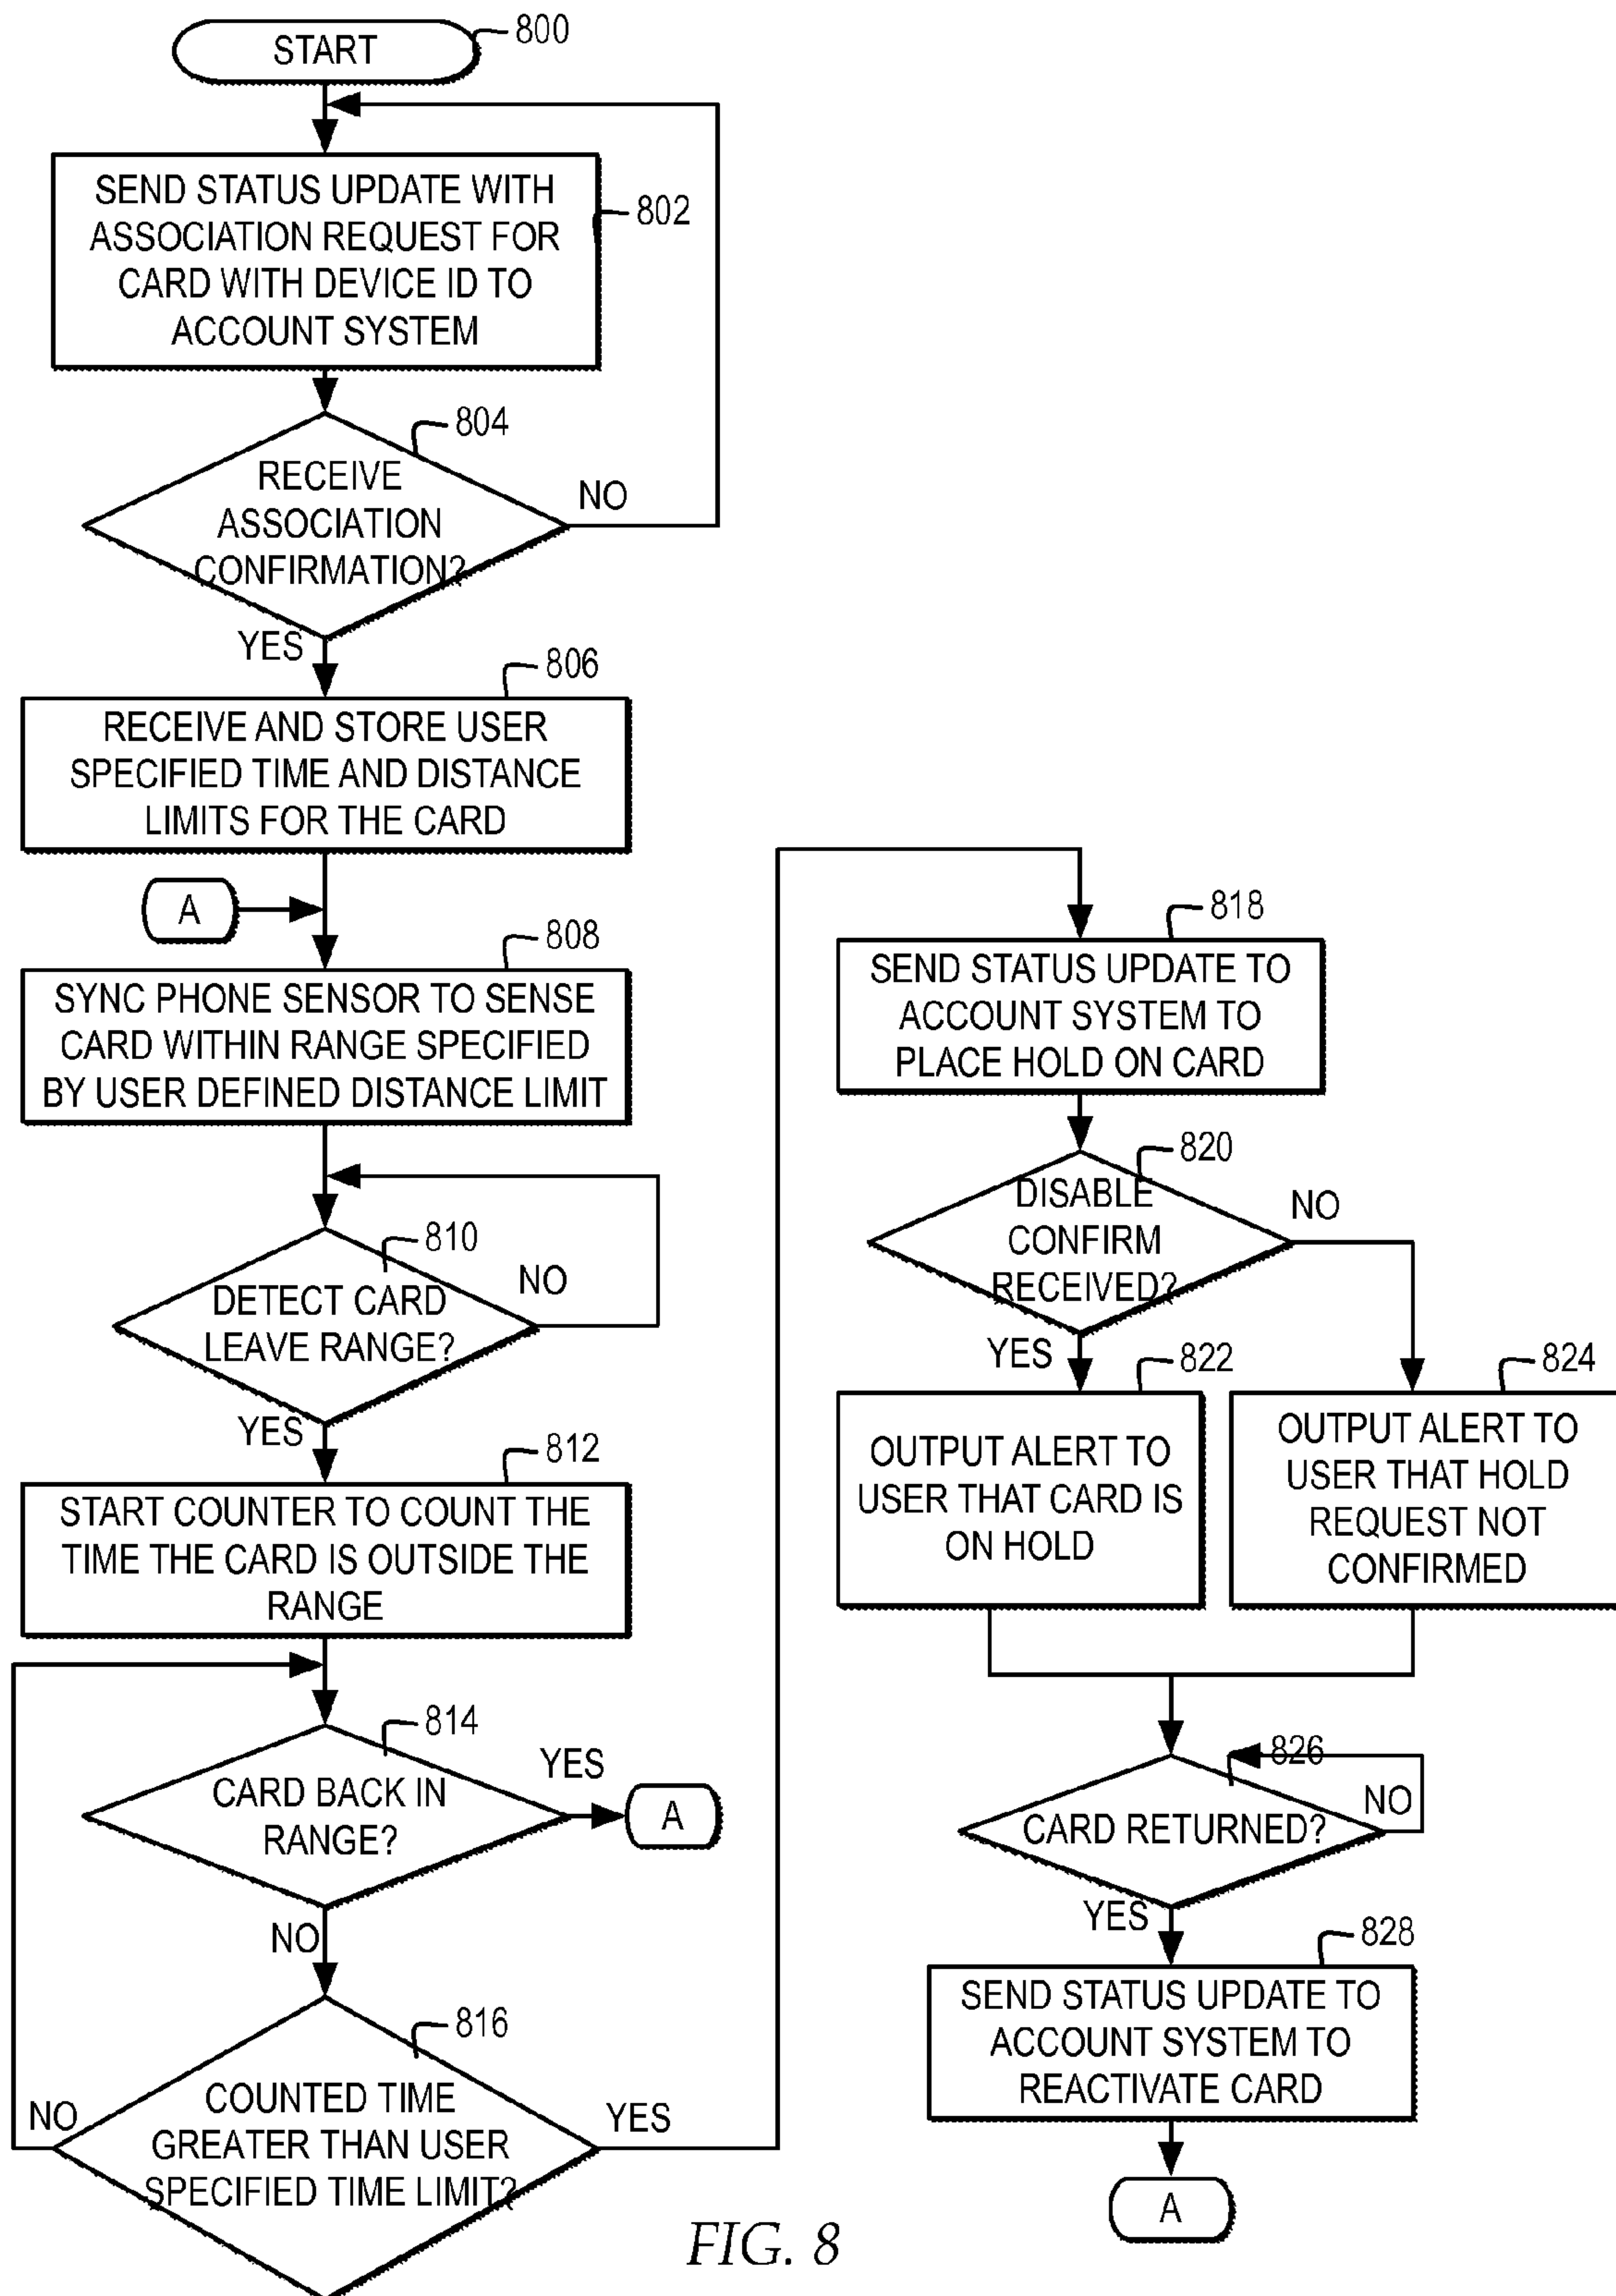 START
800
SEND STATUS UPDATE WITH
ASSOCIATION REQUEST FOR
CARD WITH DEVICE ID TO
ACCOUNT SYSTEM
802
804
RECEIVE
ASSOCIATION
CONFIRMATION?
NO
YES
806
RECEIVE AND STORE USER
SPECIFIED TIME AND DISTANCE
LIMITS FOR THE CARD
A
808
SYNC PHONE SENSOR TO SENSE
CARD WITHIN RANGE SPECIFIED
BY USER DEFINED DISTANCE LIMIT
810
DETECT CARD
LEAVE RANGE?
NO
YES
812
START COUNTER TO COUNT THE
TIME THE CARD IS OUTSIDE THE
RANGE
814
CARD BACK IN
RANGE?
YES
A
NO
816
COUNTED TIME
GREATER THAN USER
SPECIFIED TIME LIMIT?
NO
YES
818
SEND STATUS UPDATE TO
ACCOUNT SYSTEM TO
PLACE HOLD ON CARD
820
DISABLE
CONFIRM
RECEIVED?
NO
YES
822
OUTPUT ALERT TO
USER THAT CARD IS
ON HOLD
824
OUTPUT ALERT TO
USER THAT HOLD
REQUEST NOT
CONFIRMED
826
CARD RETURNED?
NO
YES
828
SEND STATUS UPDATE TO
ACCOUNT SYSTEM TO
REACTIVATE CARD
A
FIG. 8